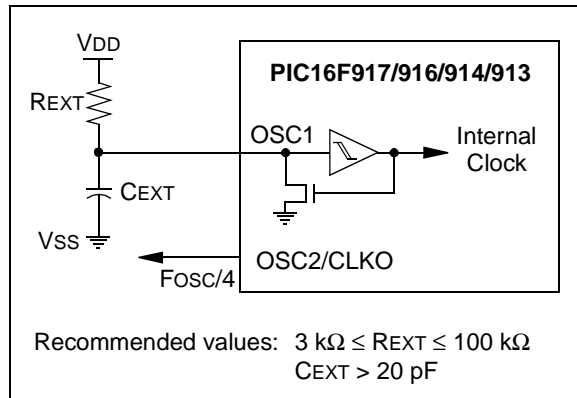 VDD
PIC16F917/916/914/913
REXT
OSC1
Internal
Clock
CEXT
VSS
OSC2/CLKO
FOSC/4
Recommended values: 3 kΩ ≤ REXT ≤ 100 kΩ
CEXT > 20 pF